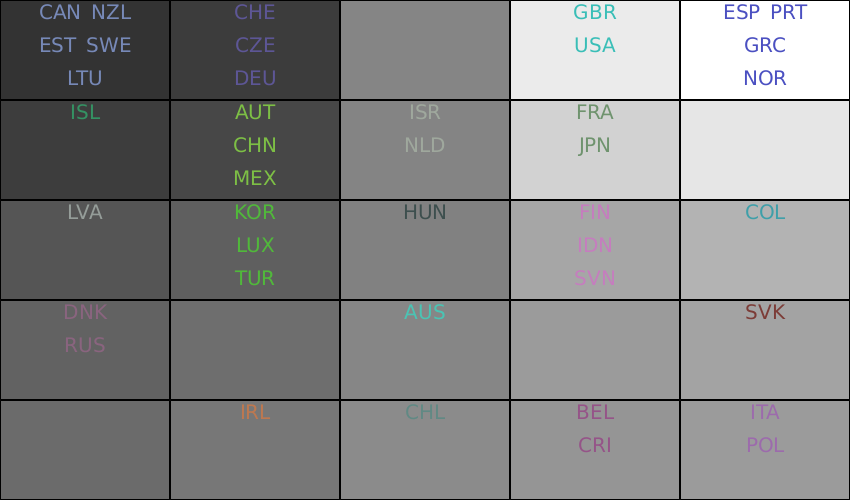 CAN NZL
EST SWE
LTU
CHE
CZE
DEU
GBR
USA
ESP PRT
GRC
NOR
ISL
AUT
CHN
MEX
ISR
NLD
FRA
JPN
LVA
KOR
LUX
TUR
HUN
FIN
IDN
SVN
COL
DNK
RUS
AUS
SVK
IRL
CHL
BEL
CRI
ITA
POL